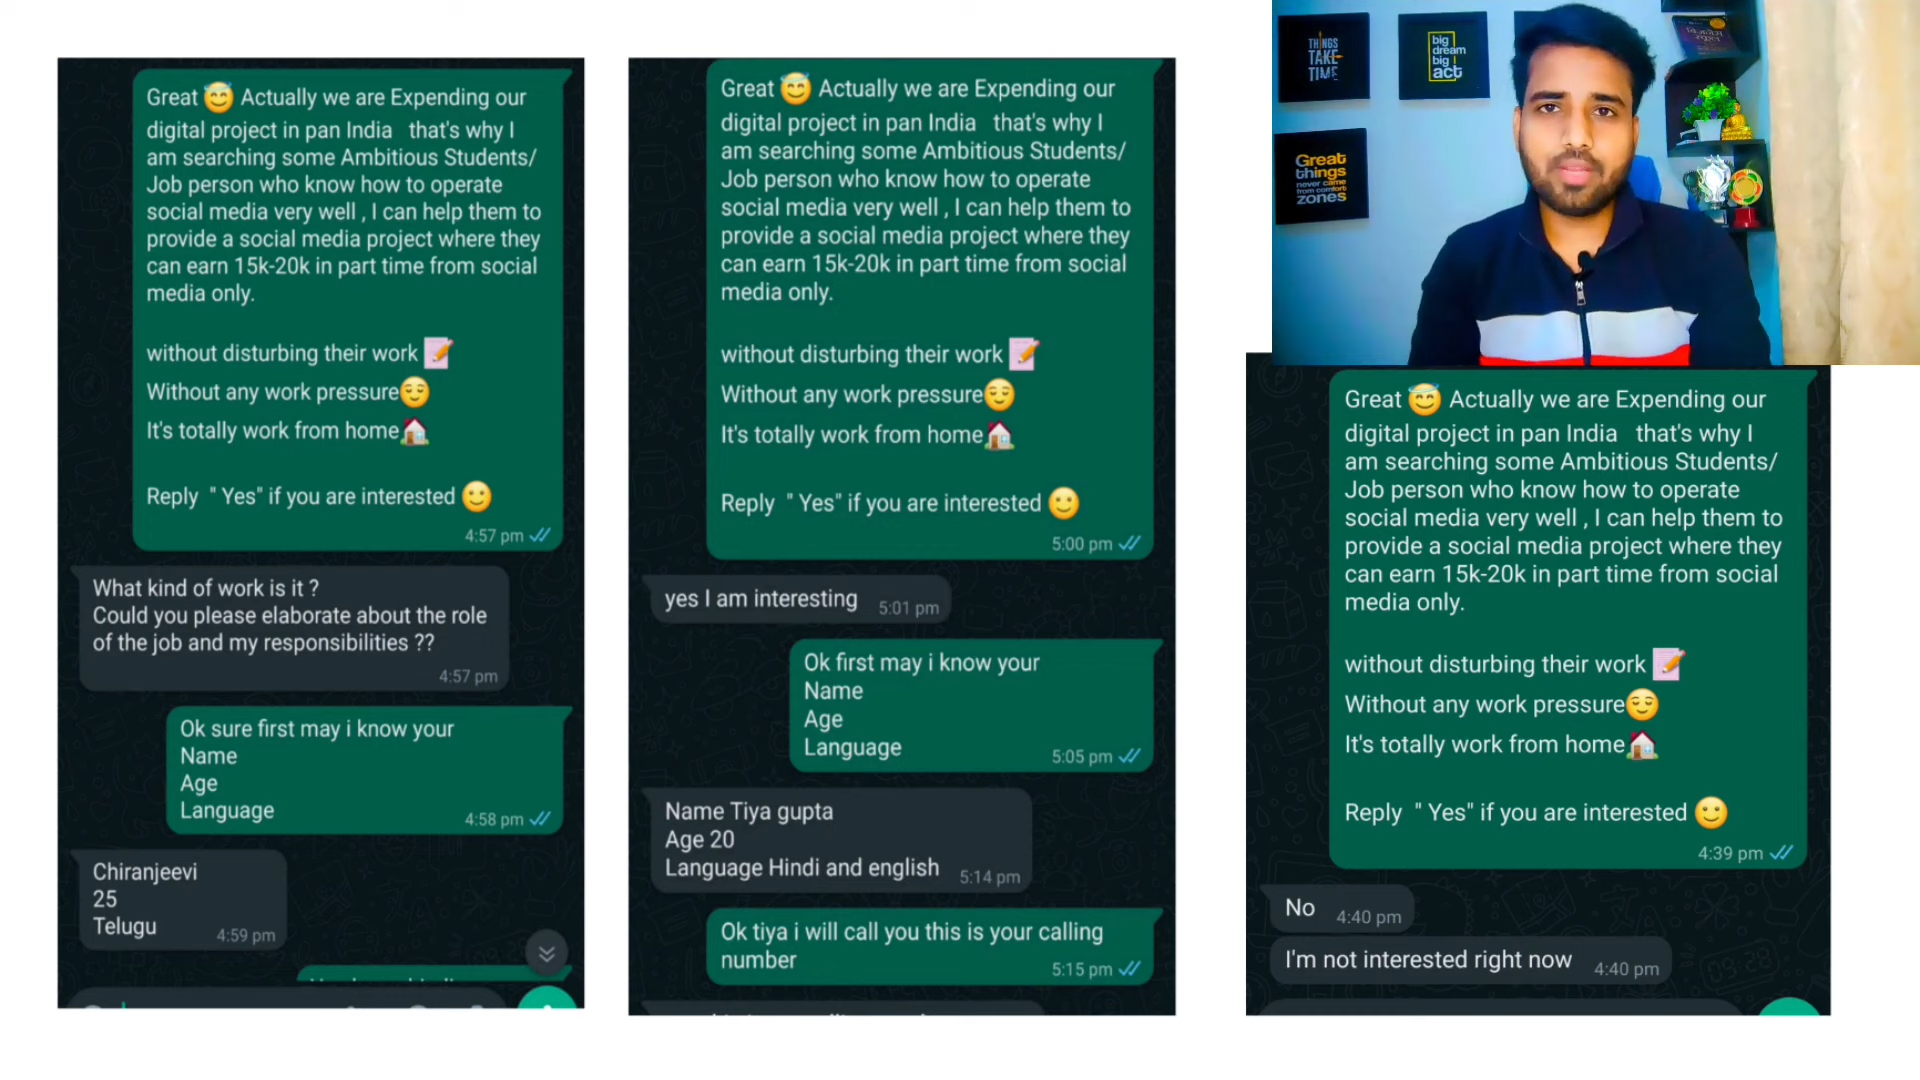 Great 😇 Actually we are Expending our
digital project in pan India that's why I
am searching some Ambitious Students/
Job person who know how to operate
social media very well , I can help them to
provide a social media project where they
can earn 15k-20k in part time from social
media only.
without disturbing their work 📝
Without any work pressure😌
It's totally work from home🏠
Reply " Yes" if you are interested 🙂
4:57 pm
What kind of work is it ?
Could you please elaborate about the role
of the job and my responsibilities ??
4:57 pm
Ok sure first may i know your
Name
Age
Language
4:58 pm
Chiranjeevi
25
Telugu
4:59 pm
Great 😇 Actually we are Expending our
digital project in pan India that's why I
am searching some Ambitious Students/
Job person who know how to operate
social media very well , I can help them to
provide a social media project where they
can earn 15k-20k in part time from social
media only.
without disturbing their work 📝
Without any work pressure😌
It's totally work from home🏠
Reply " Yes" if you are interested 🙂
5:00 pm
yes I am interesting 5:01 pm
Ok first may i know your
Name
Age
Language
5:05 pm
Name Tiya gupta
Age 20
Language Hindi and english 5:14 pm
Ok tiya i will call you this is your calling
number
5:15 pm
THINGS
TAKE
TIME
big
dream
big
act
Great
things
never came
from comfort
zones
Great 😇 Actually we are Expending our
digital project in pan India that's why I
am searching some Ambitious Students/
Job person who know how to operate
social media very well , I can help them to
provide a social media project where they
can earn 15k-20k in part time from social
media only.
without disturbing their work 📝
Without any work pressure😌
It's totally work from home🏠
Reply " Yes" if you are interested 🙂
4:39 pm
No 4:40 pm
I'm not interested right now 4:40 pm